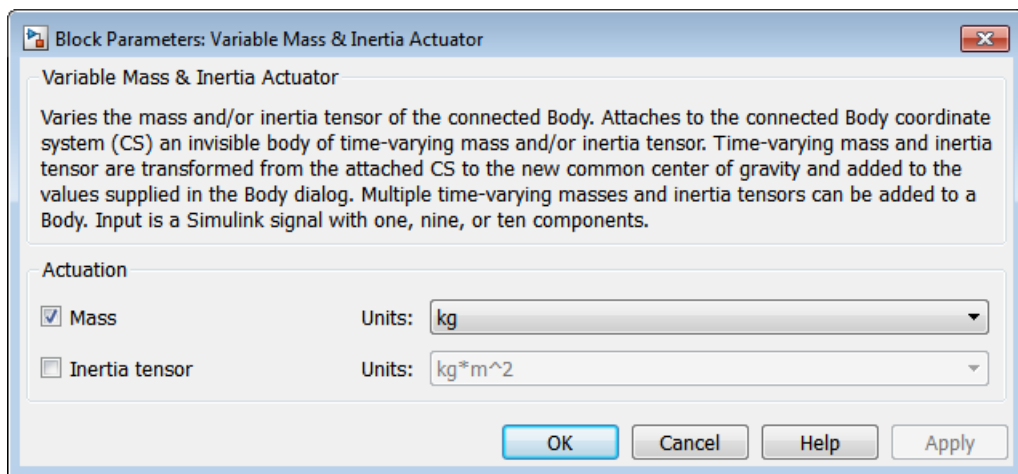 Block Parameters: Variable Mass & Inertia Actuator
Variable Mass & Inertia Actuator
Varies the mass and/or inertia tensor of the connected Body. Attaches to the connected Body coordinate
system (CS) an invisible body of time-varying mass and/or inertia tensor. Time-varying mass and inertia
tensor are transformed from the attached CS to the new common center of gravity and added to the
values supplied in the Body dialog. Multiple time-varying masses and inertia tensors can be added to a
Body. Input is a Simulink signal with one, nine, or ten components.
Actuation
Mass Units: kg
Inertia tensor Units: kg*m^2
OK Cancel Help Apply